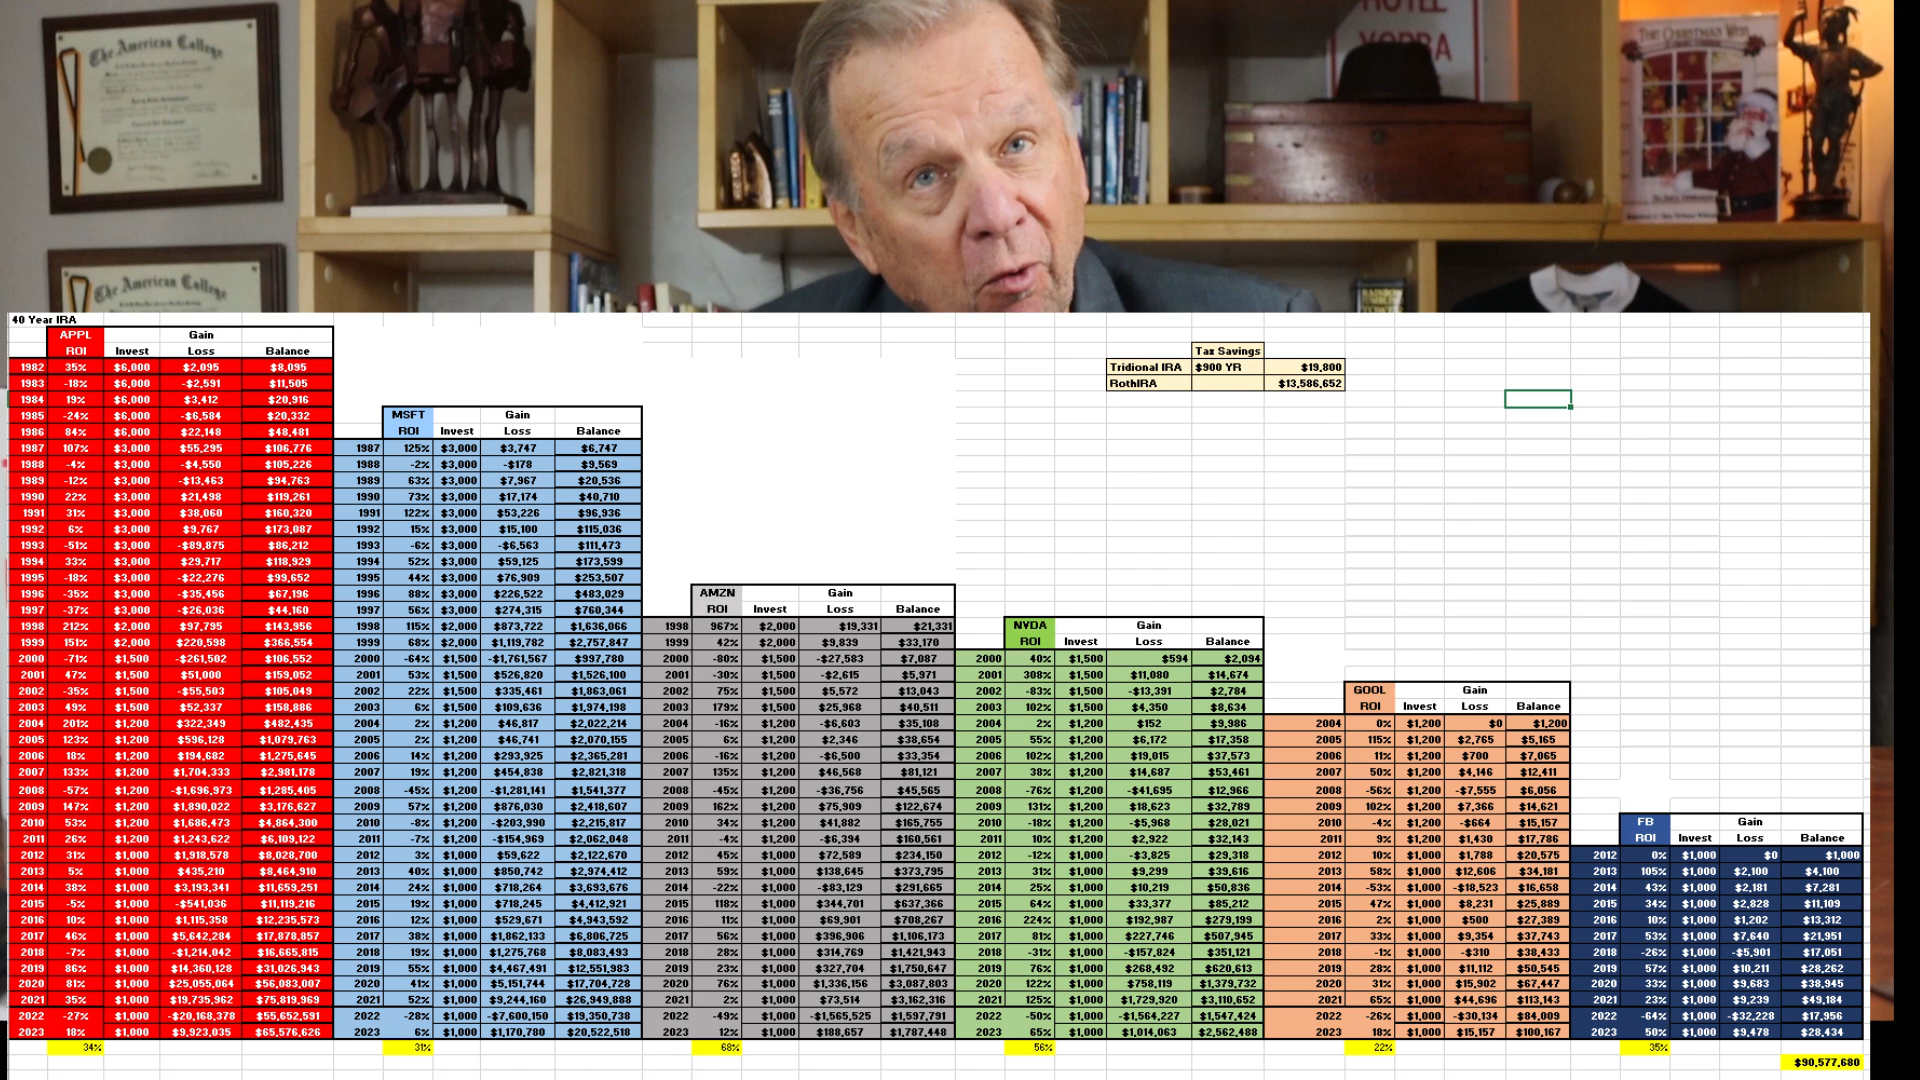 HOTEL
YORBA
The American College
The American College
40 Year IRA
APPL Gain
ROI Invest Loss Balance
Tax Savings
Tridional IRA $900 YR $19,800
RothIRA $13,586,652
1982 35% $6,000 $2,095 $8,095
1983 -18% $6,000 -$2,591 $11,505
1984 19% $6,000 $3,412 $20,916
1985 -24% $6,000 -$6,584 $20,332
MSFT Gain
1986 84% $6,000 $22,148 $48,481 ROI Invest Loss Balance
1987 107% $3,000 $55,295 $106,776 1987 125% $3,000 $3,747 $6,747
1988 -4% $3,000 -$4,550 $105,226 1988 -2% $3,000 -$178 $9,569
1989 -12% $3,000 -$13,463 $94,763 1989 63% $3,000 $7,967 $20,536
1990 22% $3,000 $21,498 $119,261 1990 73% $3,000 $17,174 $40,710
1991 31% $3,000 $38,060 $160,320 1991 122% $3,000 $53,226 $96,936
1992 6% $3,000 $9,767 $173,087 1992 15% $3,000 $15,100 $115,036
1993 -51% $3,000 -$89,875 $86,212 1993 -6% $3,000 -$6,563 $111,473
1994 33% $3,000 $29,717 $118,929 1994 52% $3,000 $59,125 $173,599
1995 -18% $3,000 -$22,276 $99,652 1995 44% $3,000 $76,909 $253,507
1996 -35% $3,000 -$35,456 $67,196 1996 88% $3,000 $226,522 $483,029 AMZN Gain
1997 -37% $3,000 -$26,036 $44,160 1997 56% $3,000 $274,315 $760,344 ROI Invest Loss Balance
1998 212% $2,000 $97,795 $143,956 1998 115% $2,000 $873,722 $1,636,066 1998 967% $2,000 $19,331 $21,331 NVDA Gain
1999 151% $2,000 $220,598 $366,554 1999 68% $2,000 $1,119,782 $2,757,847 1999 42% $2,000 $9,839 $33,170 ROI Invest Loss Balance
2000 -71% $1,500 -$261,502 $106,552 2000 -64% $1,500 -$1,761,567 $997,780 2000 -80% $1,500 -$27,583 $7,087 2000 40% $1,500 $594 $2,094
2001 47% $1,500 $51,000 $159,052 2001 53% $1,500 $526,820 $1,526,100 2001 -30% $1,500 -$2,615 $5,971 2001 308% $1,500 $11,080 $14,674
2002 -35% $1,500 -$55,503 $105,049 2002 22% $1,500 $335,461 $1,863,061 2002 75% $1,500 $5,572 $13,043 2002 -83% $1,500 -$13,391 $2,784 GOOL Gain
2003 49% $1,500 $52,337 $158,886 2003 6% $1,500 $109,636 $1,974,198 2003 179% $1,500 $25,968 $40,511 2003 102% $1,500 $4,350 $8,634 ROI Invest Loss Balance
2004 201% $1,200 $322,349 $482,435 2004 2% $1,200 $46,817 $2,022,214 2004 -16% $1,200 -$6,603 $35,108 2004 2% $1,200 $152 $9,986 2004 0% $1,200 $0 $1,200
2005 123% $1,200 $596,128 $1,079,763 2005 2% $1,200 $46,741 $2,070,155 2005 6% $1,200 $2,346 $38,654 2005 55% $1,200 $6,172 $17,358 2005 115% $1,200 $2,765 $5,165
2006 18% $1,200 $194,682 $1,275,645 2006 14% $1,200 $293,925 $2,365,281 2006 -16% $1,200 -$6,500 $33,354 2006 102% $1,200 $19,015 $37,573 2006 11% $1,200 $700 $7,065
2007 133% $1,200 $1,704,333 $2,981,178 2007 19% $1,200 $454,838 $2,821,318 2007 135% $1,200 $46,568 $81,121 2007 38% $1,200 $14,687 $53,461 2007 50% $1,200 $4,146 $12,411
2008 -57% $1,200 -$1,696,973 $1,285,405 2008 -45% $1,200 -$1,281,141 $1,541,377 2008 -45% $1,200 -$36,756 $45,565 2008 -76% $1,200 -$41,695 $12,966 2008 -56% $1,200 -$7,555 $6,056
2009 147% $1,200 $1,890,022 $3,176,627 2009 57% $1,200 $876,030 $2,418,607 2009 162% $1,200 $75,909 $122,674 2009 131% $1,200 $18,623 $32,789 2009 102% $1,200 $7,366 $14,621
2010 53% $1,200 $1,686,473 $4,864,300 2010 -8% $1,200 -$203,990 $2,215,817 2010 34% $1,200 $41,882 $165,755 2010 -18% $1,200 -$5,968 $28,021 2010 -4% $1,200 -$664 $15,157 FB Gain
2011 26% $1,200 $1,243,622 $6,109,122 2011 -7% $1,200 -$154,969 $2,062,048 2011 -4% $1,200 -$6,394 $160,561 2011 10% $1,200 $2,922 $32,143 2011 9% $1,200 $1,430 $17,786 ROI Invest Loss Balance
2012 31% $1,000 $1,918,578 $8,028,700 2012 3% $1,000 $59,622 $2,122,670 2012 45% $1,000 $72,589 $234,150 2012 -12% $1,000 -$3,825 $29,318 2012 10% $1,000 $1,788 $20,575 2012 0% $1,000 $0 $1,000
2013 5% $1,000 $435,210 $8,464,910 2013 40% $1,000 $850,742 $2,974,412 2013 59% $1,000 $138,645 $373,795 2013 31% $1,000 $9,299 $39,616 2013 58% $1,000 $12,606 $34,181 2013 105% $1,000 $2,100 $4,100
2014 38% $1,000 $3,193,341 $11,659,251 2014 24% $1,000 $718,264 $3,693,676 2014 -22% $1,000 -$83,129 $291,665 2014 25% $1,000 $10,219 $50,836 2014 -53% $1,000 -$18,523 $16,658 2014 43% $1,000 $2,181 $7,281
2015 -5% $1,000 -$541,036 $11,119,216 2015 19% $1,000 $718,245 $4,412,921 2015 118% $1,000 $344,701 $637,366 2015 64% $1,000 $33,377 $85,212 2015 47% $1,000 $8,231 $25,889 2015 34% $1,000 $2,828 $11,109
2016 10% $1,000 $1,115,358 $12,235,573 2016 12% $1,000 $529,671 $4,943,592 2016 11% $1,000 $69,901 $708,267 2016 224% $1,000 $192,987 $279,199 2016 2% $1,000 $500 $27,389 2016 10% $1,000 $1,202 $13,312
2017 46% $1,000 $5,642,284 $17,878,857 2017 38% $1,000 $1,862,133 $6,806,725 2017 56% $1,000 $396,906 $1,106,173 2017 81% $1,000 $227,746 $507,945 2017 33% $1,000 $9,354 $37,743 2017 53% $1,000 $7,640 $21,951
2018 -7% $1,000 -$1,214,042 $16,665,815 2018 19% $1,000 $1,275,768 $8,083,493 2018 28% $1,000 $314,769 $1,421,943 2018 -31% $1,000 -$157,824 $351,121 2018 -1% $1,000 -$310 $38,433 2018 -26% $1,000 -$5,901 $17,051
2019 86% $1,000 $14,360,128 $31,026,943 2019 55% $1,000 $4,467,491 $12,551,983 2019 23% $1,000 $327,704 $1,750,647 2019 76% $1,000 $268,492 $620,613 2019 28% $1,000 $11,112 $50,545 2019 57% $1,000 $10,211 $28,262
2020 81% $1,000 $25,055,064 $56,083,007 2020 41% $1,000 $5,151,744 $17,704,728 2020 76% $1,000 $1,336,156 $3,087,803 2020 122% $1,000 $758,119 $1,379,732 2020 31% $1,000 $15,902 $67,447 2020 33% $1,000 $9,683 $38,945
2021 35% $1,000 $19,735,962 $75,819,969 2021 52% $1,000 $9,244,160 $26,949,888 2021 2% $1,000 $73,514 $3,162,316 2021 125% $1,000 $1,729,920 $3,110,652 2021 65% $1,000 $44,696 $113,143 2021 23% $1,000 $9,239 $49,184
2022 -27% $1,000 -$20,168,378 $55,652,591 2022 -28% $1,000 -$7,600,150 $19,350,738 2022 -49% $1,000 -$1,565,525 $1,597,791 2022 -50% $1,000 -$1,564,227 $1,547,424 2022 -26% $1,000 -$30,134 $84,009 2022 -64% $1,000 -$32,228 $17,956
2023 18% $1,000 $9,923,035 $65,576,626 2023 6% $1,000 $1,170,780 $20,522,518 2023 12% $1,000 $188,657 $1,787,448 2023 65% $1,000 $1,014,063 $2,562,488 2023 18% $1,000 $15,157 $100,167 2023 50% $1,000 $9,478 $28,434
34% 31% 68% 56% 22% 35%
$90,577,680